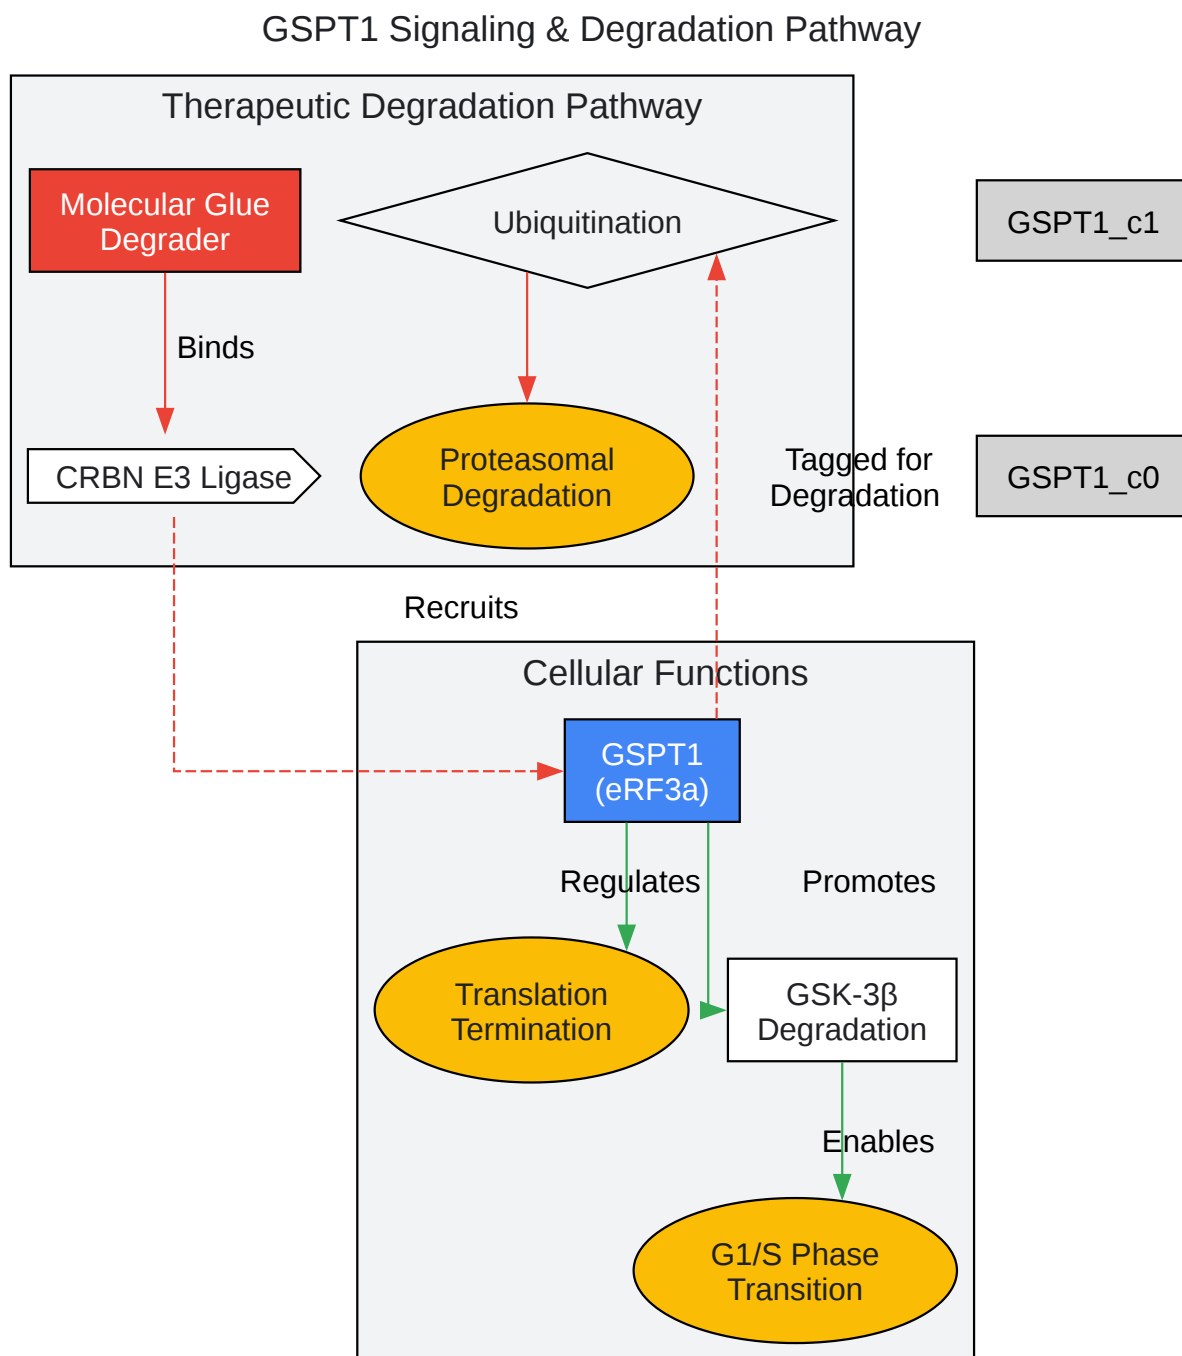 GSPT1 Signaling & Degradation Pathway
Therapeutic Degradation Pathway
Molecular Glue
Degrader
Ubiquitination
GSPT1_c1
Binds
CRBN E3 Ligase
Proteasomal
Degradation
Tagged for
Degradation
GSPT1_c0
Recruits
Cellular Functions
GSPT1
(eRF3a)
Regulates
Promotes
Translation
Termination
GSK-3β
Degradation
Enables
G1/S Phase
Transition